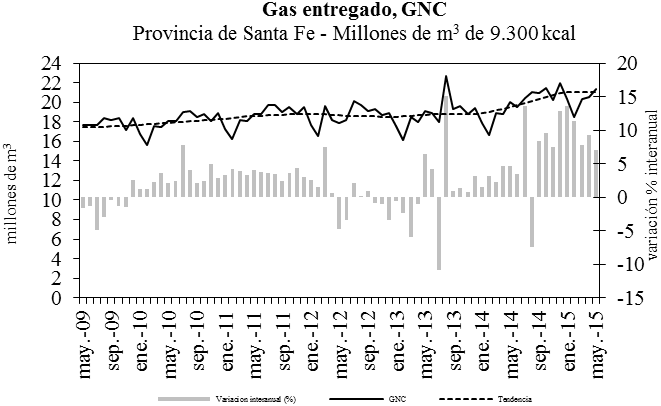 Gas entregado, GNC
Provincia de Santa Fe - Millones de m³ de 9.300 kcal
millones de m³
24
22
20
18
16
14
12
10
8
6
4
2
0
20
15
10
5
0
-5
-10
-15
variación % interanual
may.-09
sep.-09
ene.-10
may.-10
sep.-10
ene.-11
may.-11
sep.-11
ene.-12
may.-12
sep.-12
ene.-13
may.-13
sep.-13
ene.-14
may.-14
sep.-14
ene.-15
may.-15
Variacion interanual (%)
GNC
Tendencia